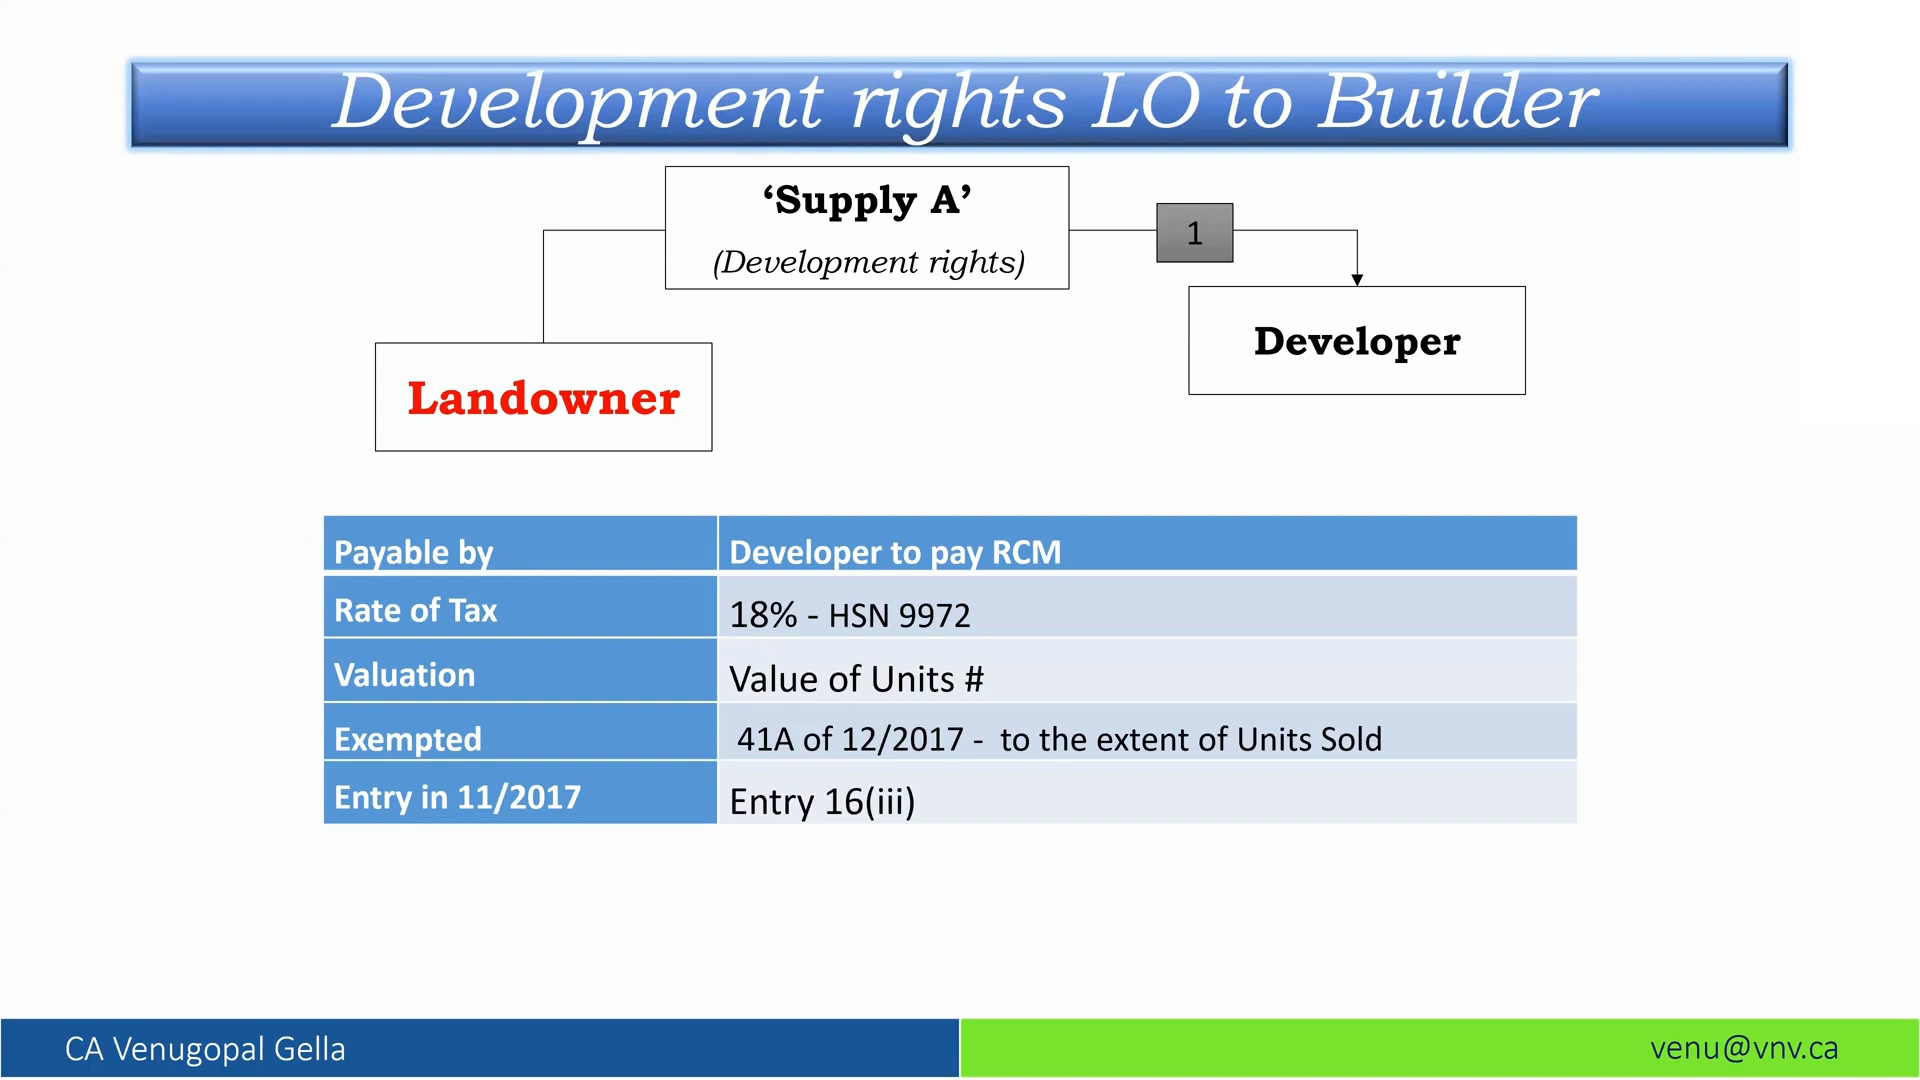 Development rights LO to Builder
‘Supply A’
(Development rights)
1
Developer
Landowner
Payable by Developer to pay RCM
Rate of Tax 18% - HSN 9972
Valuation Value of Units #
Exempted 41A of 12/2017 - to the extent of Units Sold
Entry in 11/2017 Entry 16(iii)
CA Venugopal Gella venu@vnv.ca